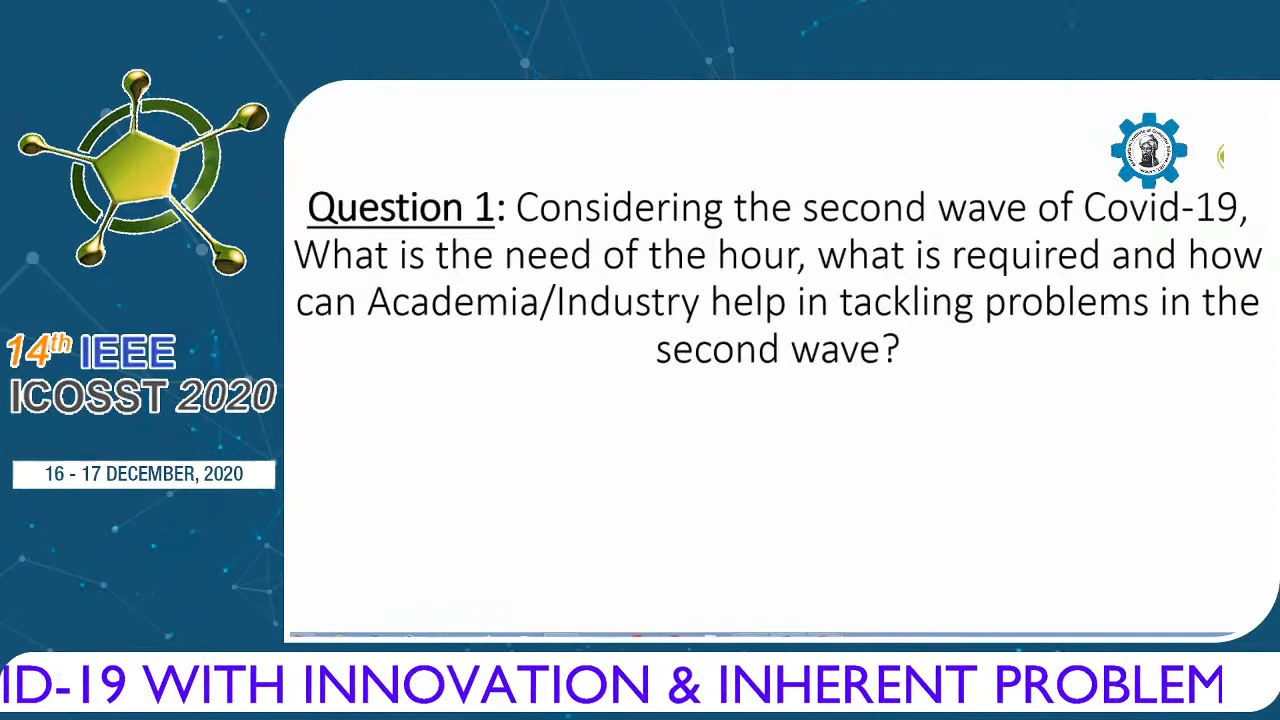 Question 1: Considering the second wave of Covid-19,
What is the need of the hour, what is required and how
can Academia/Industry help in tackling problems in the
second wave?
14th IEEE
ICOSST 2020
16 - 17 DECEMBER, 2020
ID-19 WITH INNOVATION & INHERENT PROBLEM